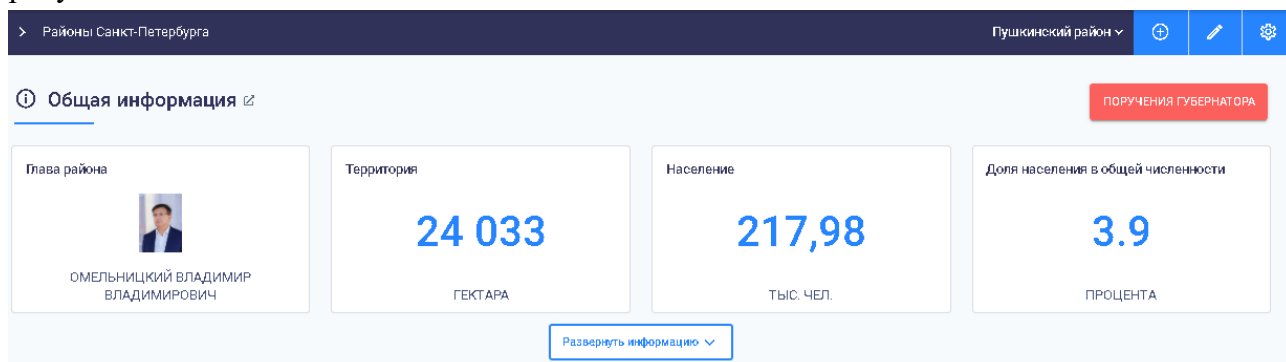 Районы Санкт-Петербурга
Пушкинский район
Общая информация
ПОРУЧЕНИЯ ГУБЕРНАТОРА
Глава района
ОМЕЛЬНИЦКИЙ ВЛАДИМИР
ВЛАДИМИРОВИЧ
Территория
24 033
ГЕКТАРА
Население
217,98
ТЫС. ЧЕЛ.
Доля населения в общей численности
3.9
ПРОЦЕНТА
Развернуть информацию